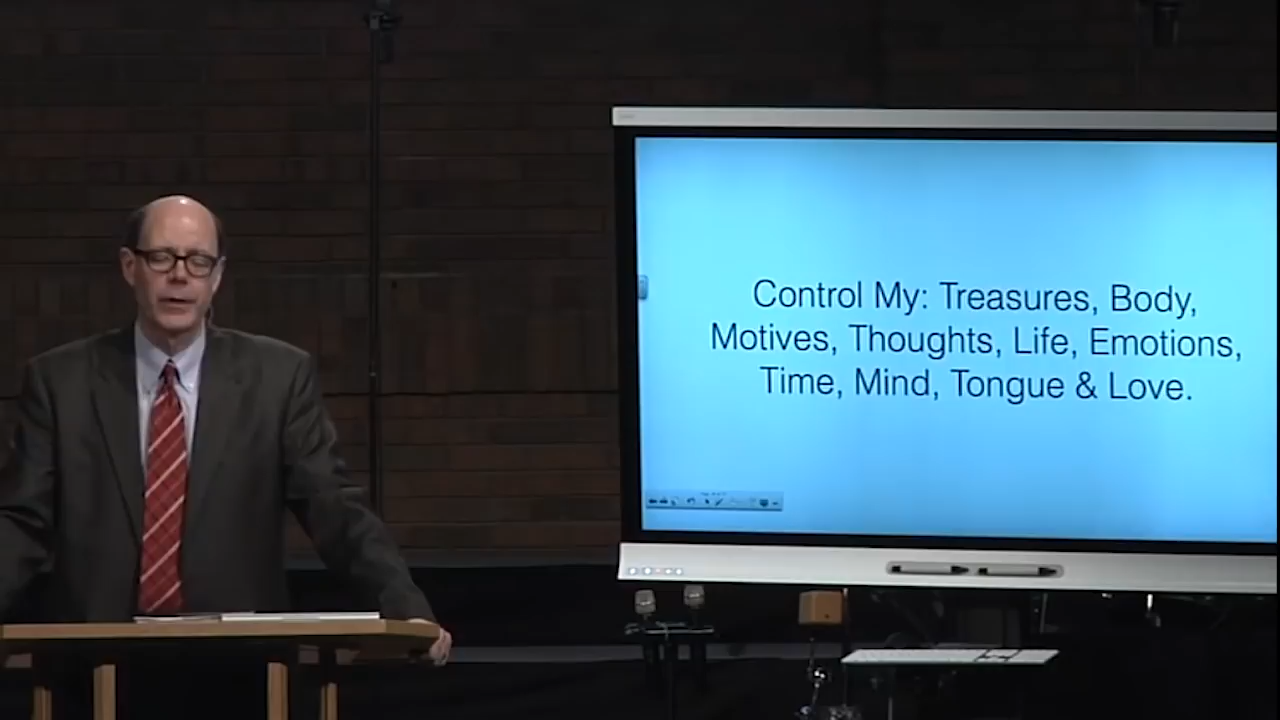 Control My: Treasures, Body,
Motives, Thoughts, Life, Emotions,
Time, Mind, Tongue & Love.